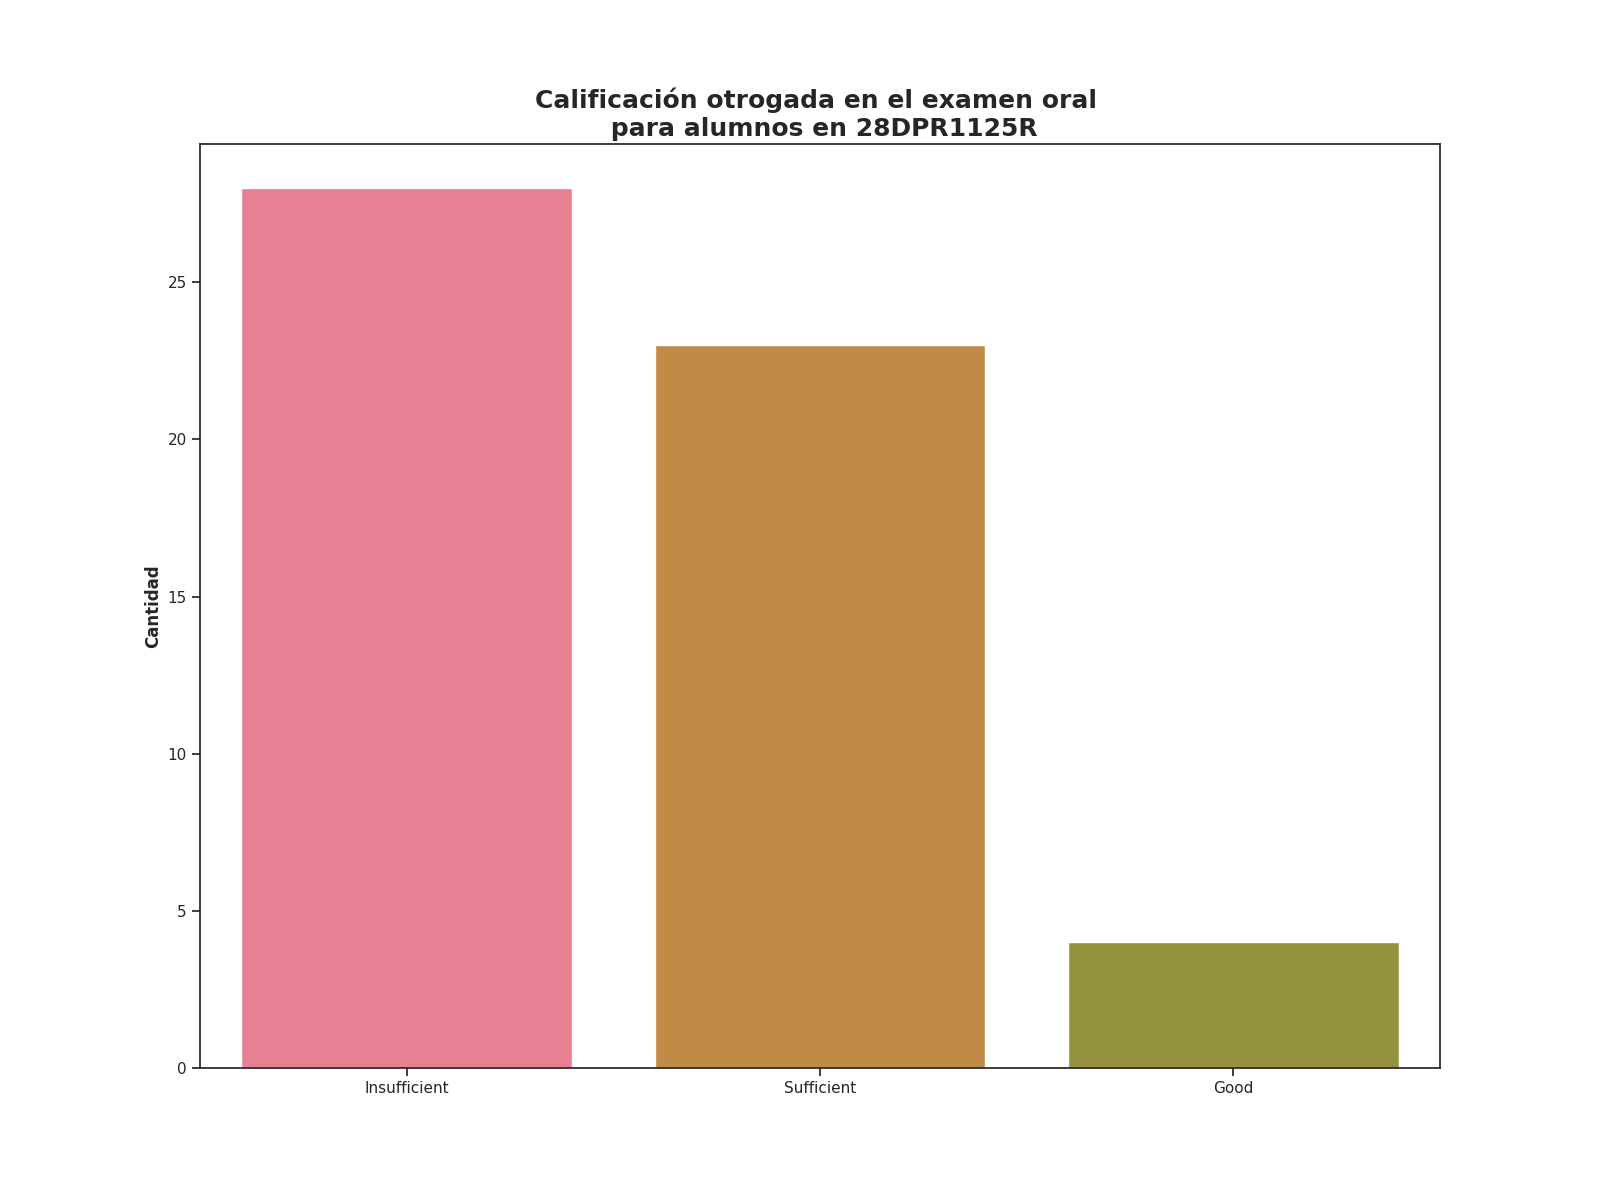 Calificación otrogada en el examen oral
para alumnos en 28DPR1125R
Cantidad
25
20
15
10
5
0
Insufficient
Sufficient
Good